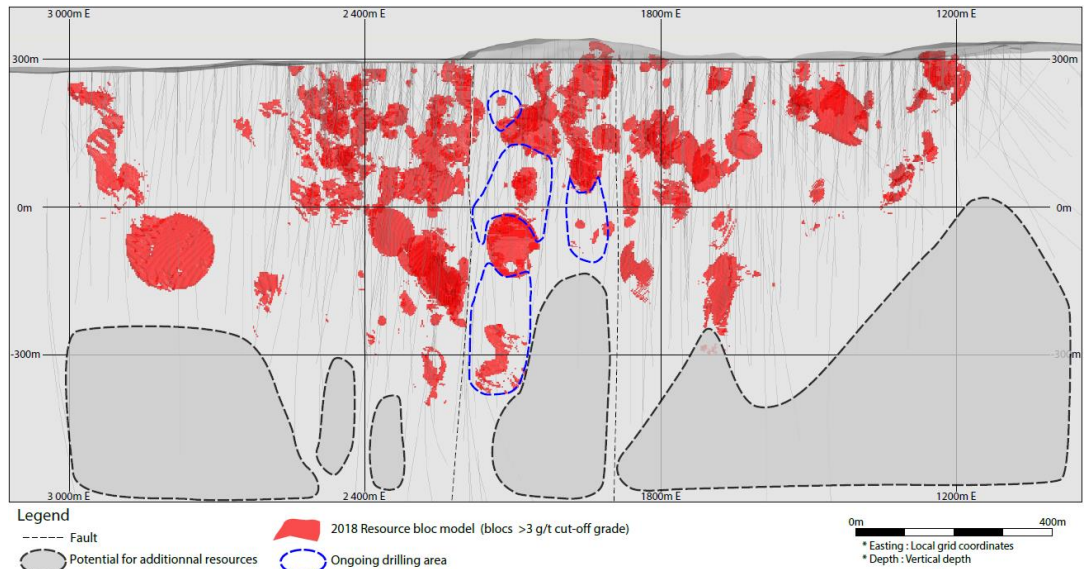 3 000m E 2 400m E 1800m E 1200m E
300m 300m
0m 0m
-300m -300m
3 000m E 2 400m E 1800m E 1200m E
Legend
Fault
2018 Resource bloc model (blocs >3 g/t cut-off grade)
Potential for additionnal resources
Ongoing drilling area
0m 400m
* Easting : Local grid coordinates
* Depth : Vertical depth